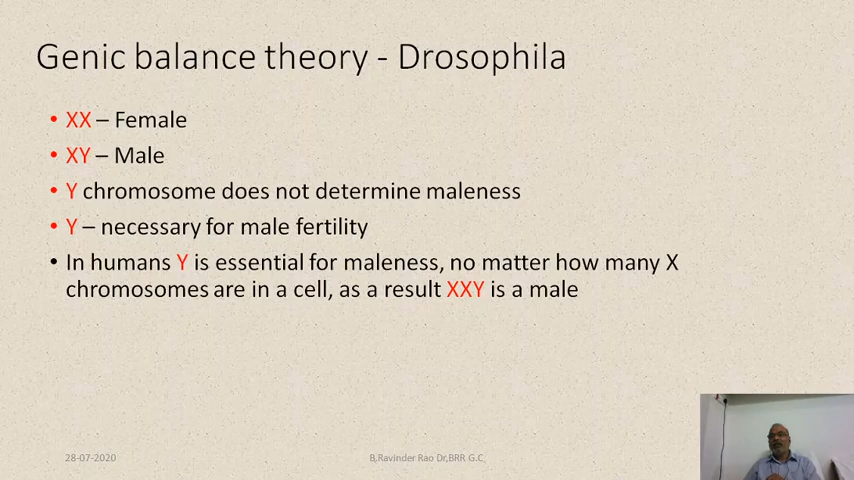 Genic balance theory - Drosophila
• XX – Female
• XY – Male
• Y chromosome does not determine maleness
• Y – necessary for male fertility
• In humans Y is essential for maleness, no matter how many X
chromosomes are in a cell, as a result XXY is a male
28-07-2020
B,Ravinder Rao Dr,BRR G.C